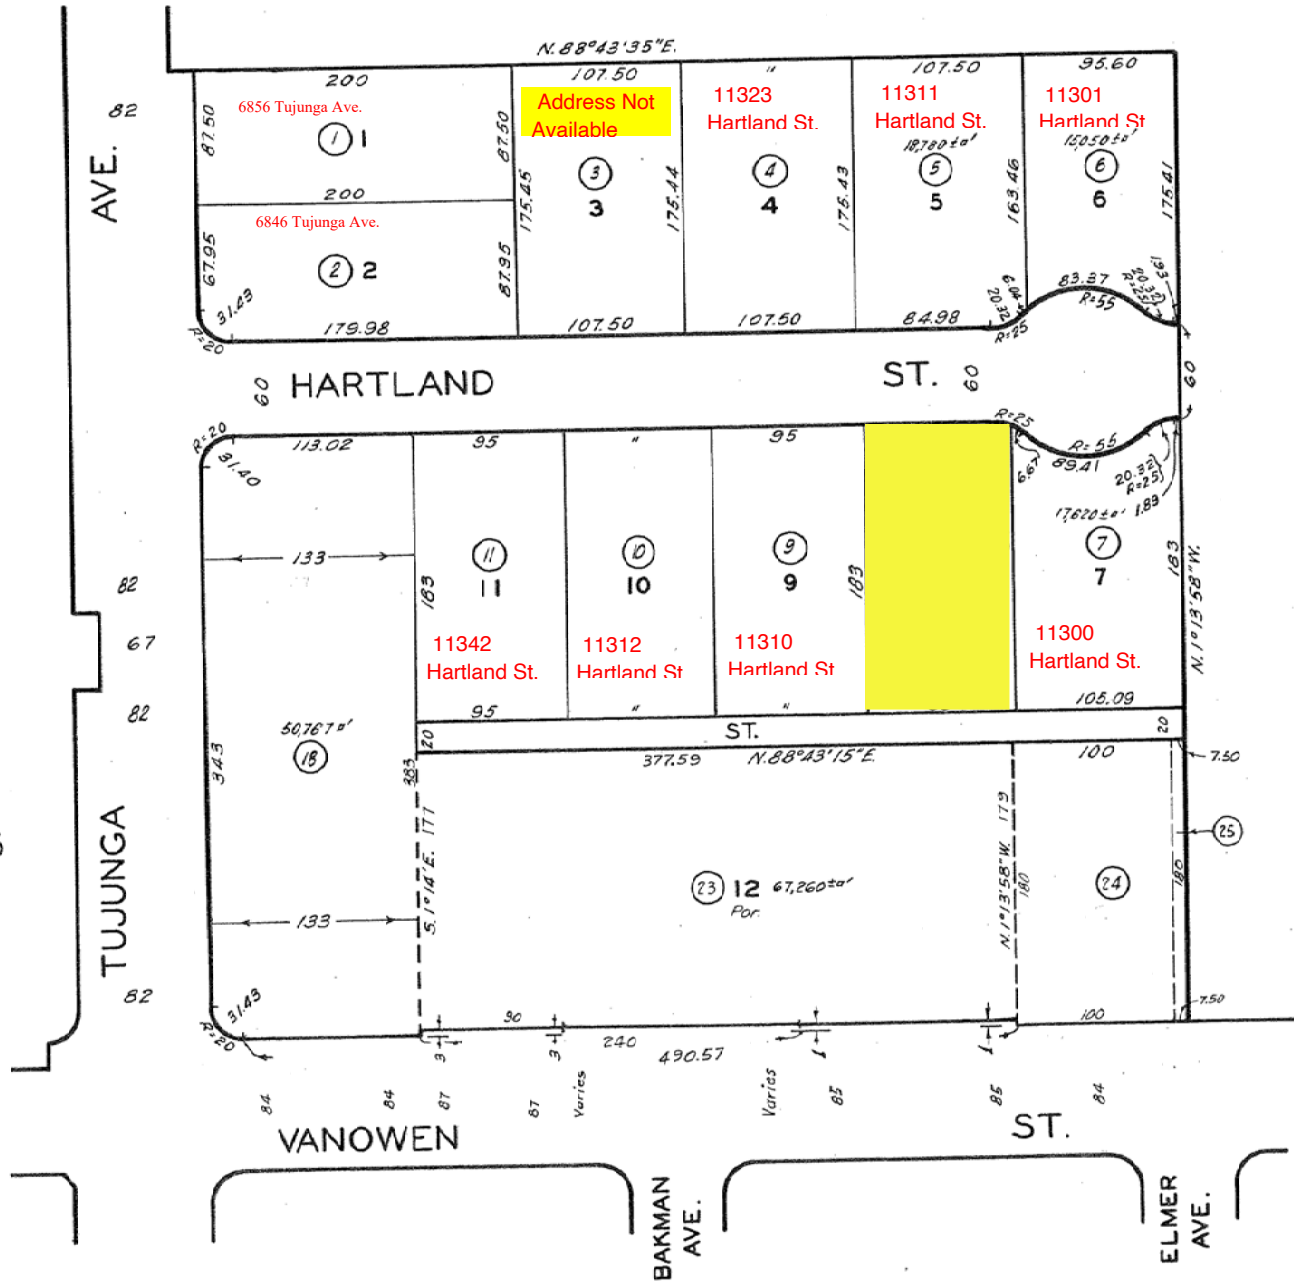 N. 88°43'35"E.
200
107.50
"
107.50
95.60
82
AVE.
87.50
6856 Tujunga Ave.
1 1
87.50
Address Not
Available
11323
Hartland St.
11311
Hartland St.
11301
Hartland St.
18,780±□'
15,050±□'
200
175.45
3
3
175.44
4
4
175.43
5
5
163.46
6
6
175.41
6846 Tujunga Ave.
67.95
2 2
87.95
31.43
R=20
179.98
107.50
107.50
84.98
20.32
6.04
R=25
83.37
R=55
20.32
R=25
1.93
60
HARTLAND
ST.
60
60
R=20
31.40
113.02
95
"
95
R=25
6.67
R=55
89.41
20.32
R=25
1.83
17,620±□'
133
11
11
10
10
9
9
7
7
183
183
183
N.1°13'58"W.
82
67
82
11342
Hartland St.
11312
Hartland St
11310
Hartland St
11300
Hartland St.
95
"
"
105.09
50,767□'
18
343
20
ST.
20
383
377.59
N.88°43'15"E.
100
7.50
S.1°14'E. 177
N.1°13'58"W. 179
180
180
25
23 12 67,260±□'
Por.
24
TUJUNGA
133
82
31.43
R=20
7.50
90
240
490.57
100
3
3
1
1
84
84
87
87
Varies
Varies
85
85
84
VANOWEN
ST.
BAKMAN
AVE.
ELMER
AVE.